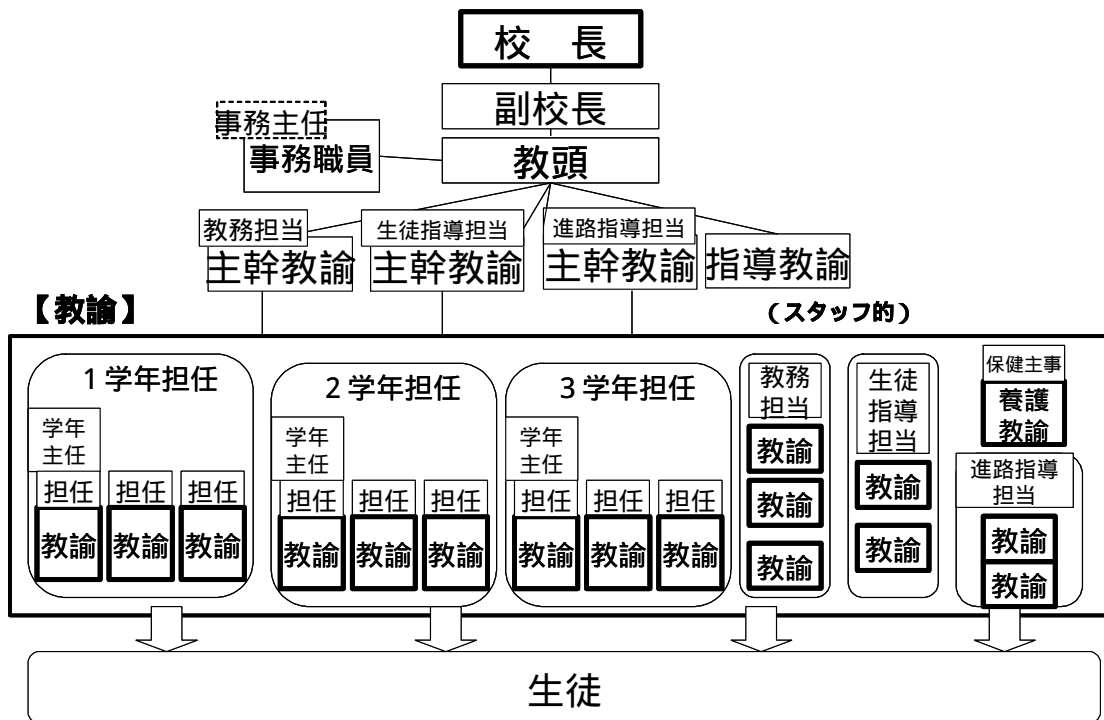 校　長
副校長
事務主任
事務職員
教頭
教務担当
主幹教諭
生徒指導担当
主幹教諭
進路指導担当
主幹教諭
指導教諭
【教諭】
（スタッフ的）
1学年担任
学年
主任
担任
担任
担任
教諭
教諭
教諭
2学年担任
学年
主任
担任
担任
担任
教諭
教諭
教諭
3学年担任
学年
主任
担任
担任
担任
教諭
教諭
教諭
教務
担当
教諭
教諭
教諭
生徒
指導
担当
教諭
教諭
保健主事
養護
教諭
進路指導
担当
教諭
教諭
生徒